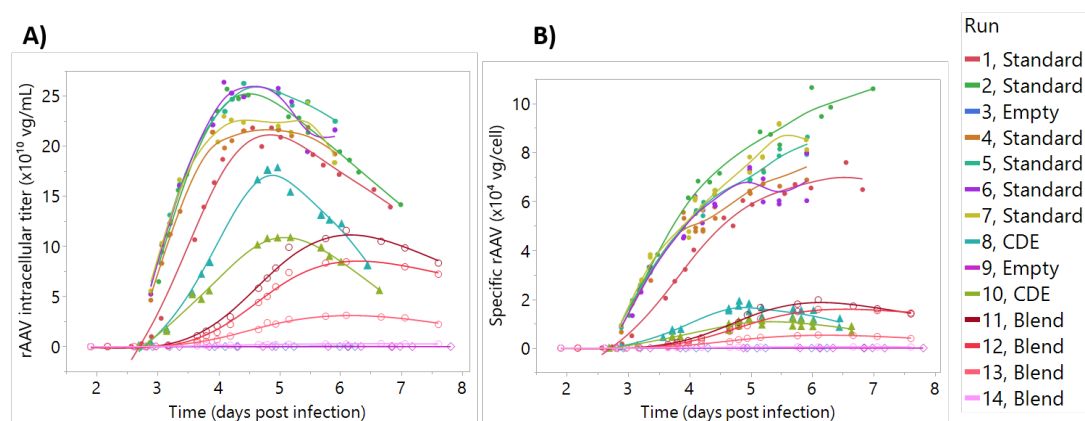 A)
B)
rAAV intracellular titer (x10¹⁰ vg/mL)
25
20
15
10
5
0
2 3 4 5 6 7 8
Time (days post infection)
Specific rAAV (x10⁴ vg/cell)
10
8
6
4
2
0
2 3 4 5 6 7 8
Time (days post infection)
Run
1, Standard
2, Standard
3, Empty
4, Standard
5, Standard
6, Standard
7, Standard
8, CDE
9, Empty
10, CDE
11, Blend
12, Blend
13, Blend
14, Blend